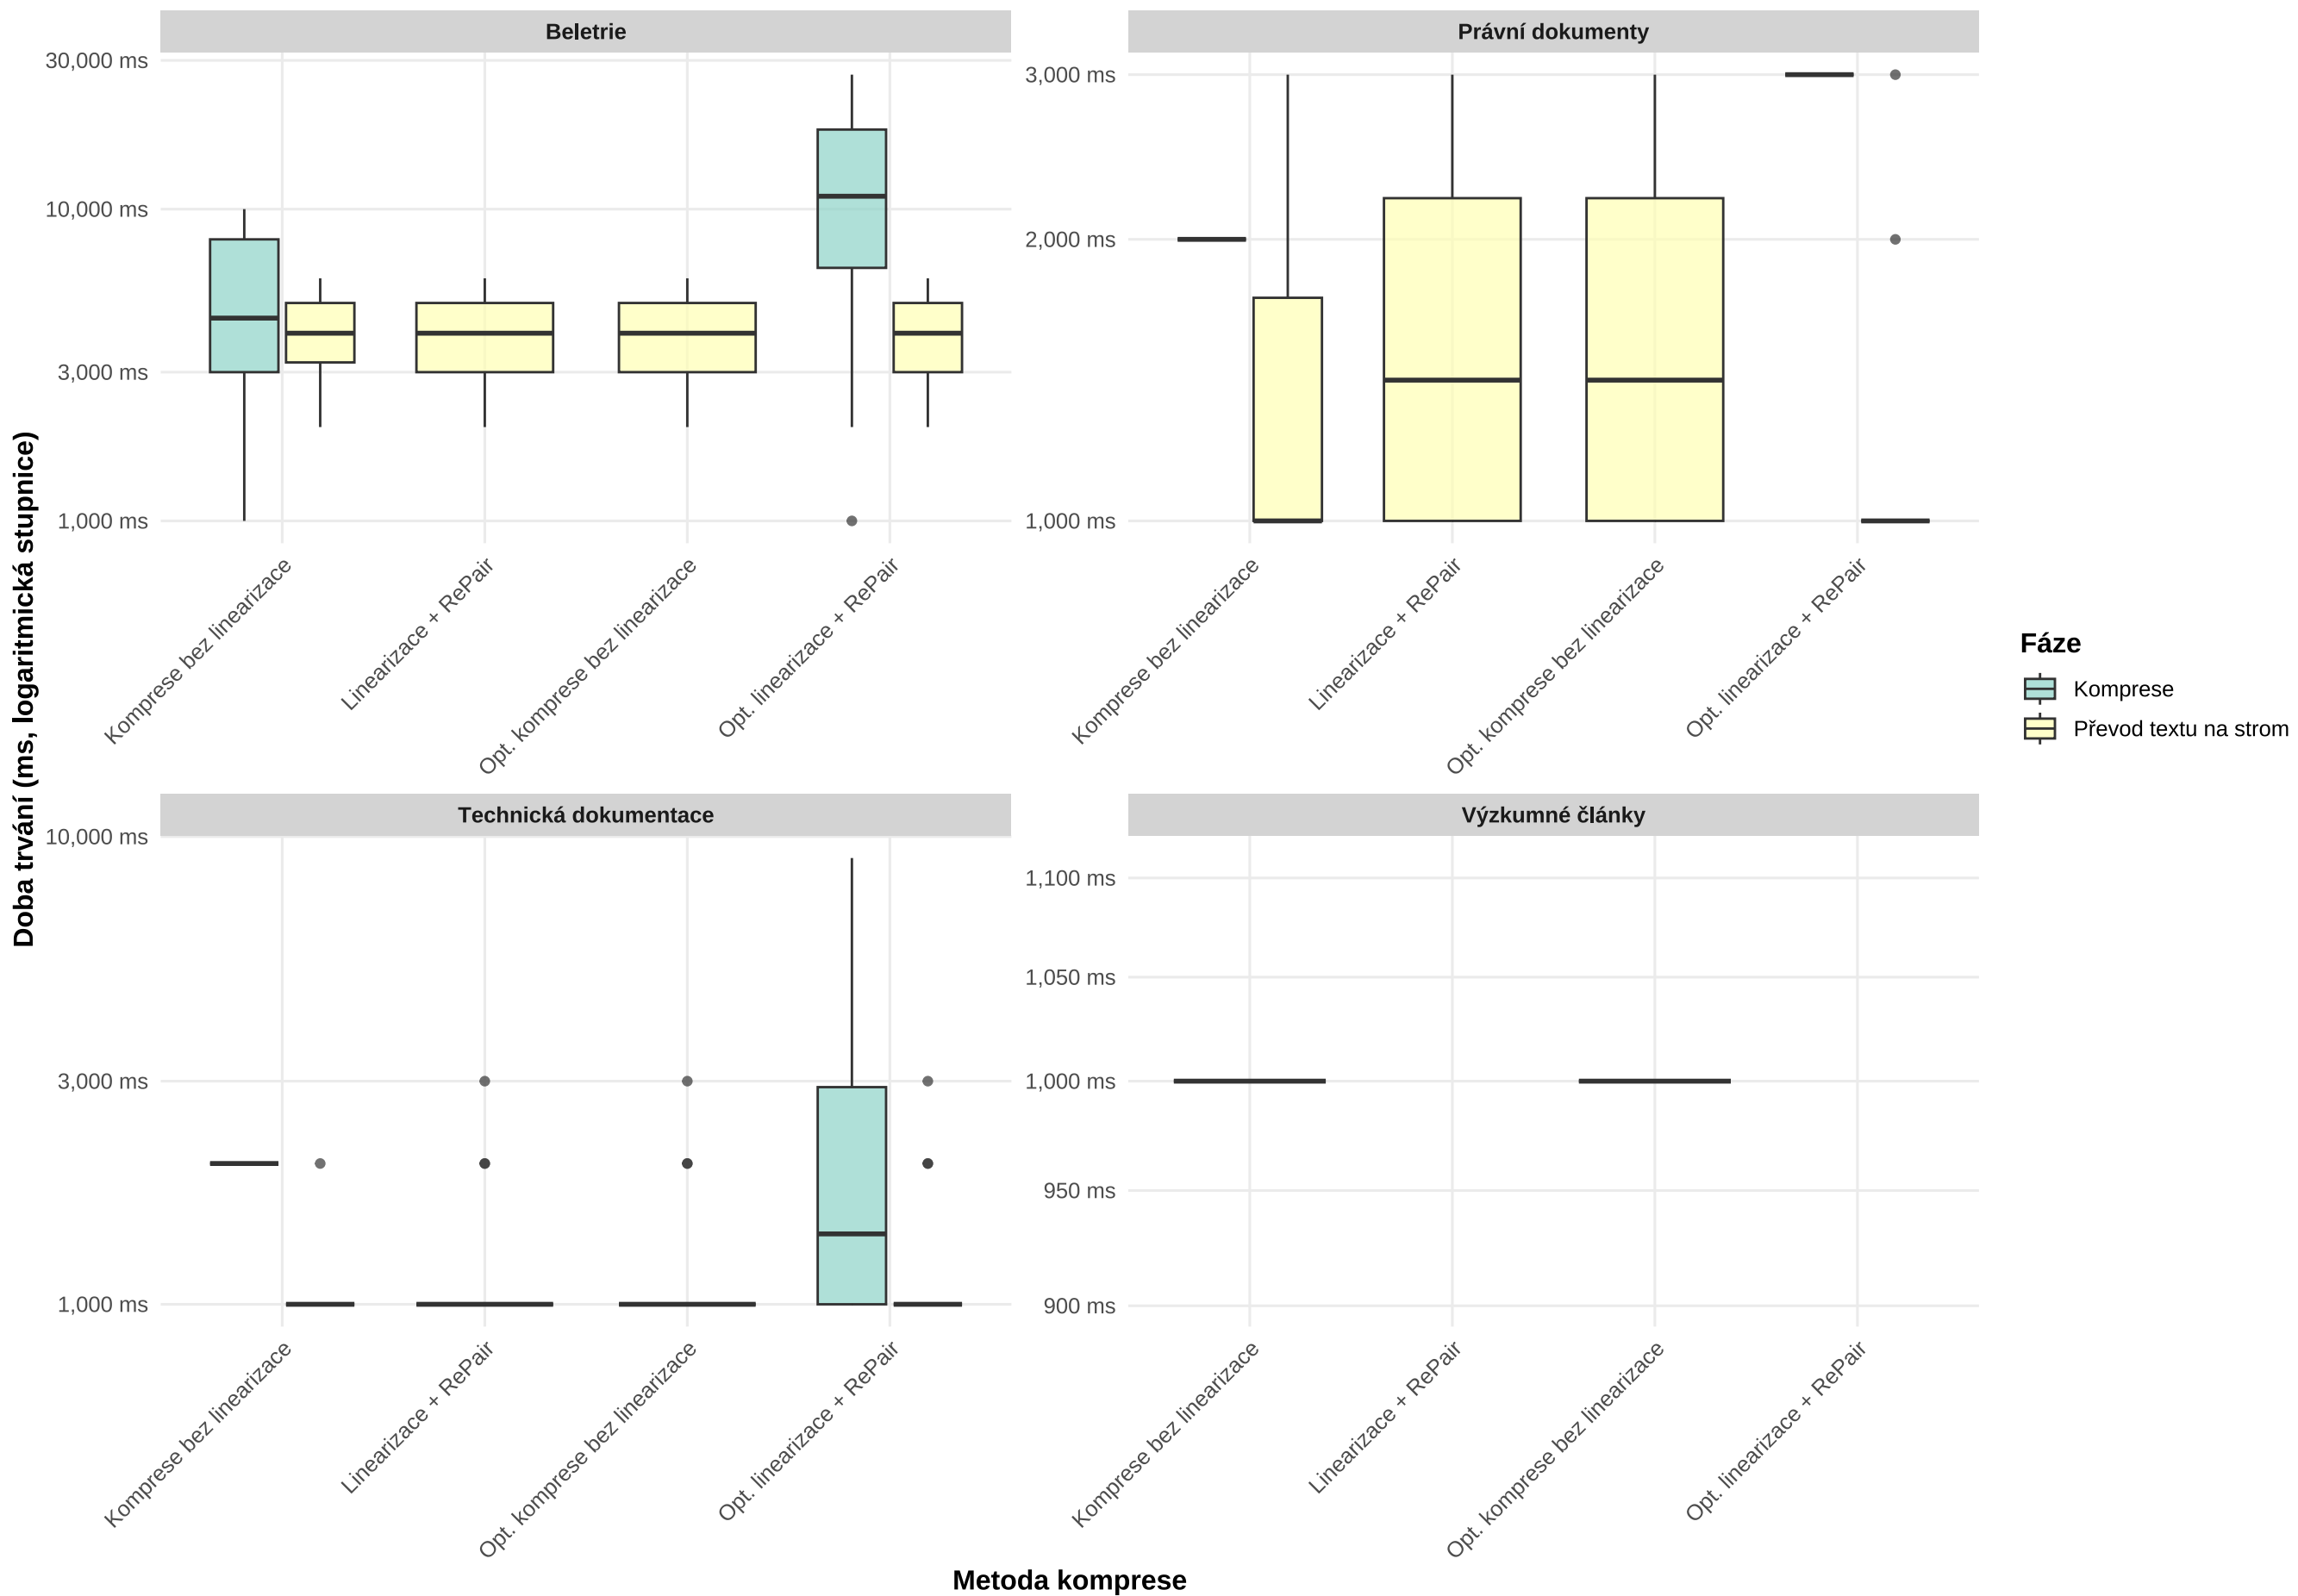 Beletrie
30,000 ms
10,000 ms
3,000 ms
1,000 ms
Komprese bez linearizace
Linearizace + RePair
Opt. komprese bez linearizace
Opt. linearizace + RePair
Právní dokumenty
3,000 ms
2,000 ms
1,000 ms
Komprese bez linearizace
Linearizace + RePair
Opt. komprese bez linearizace
Opt. linearizace + RePair
Doba trvání (ms, logaritmická stupnice)
Fáze
Komprese
Převod textu na strom
Technická dokumentace
10,000 ms
3,000 ms
1,000 ms
Komprese bez linearizace
Linearizace + RePair
Opt. komprese bez linearizace
Opt. linearizace + RePair
Výzkumné články
1,100 ms
1,050 ms
1,000 ms
950 ms
900 ms
Komprese bez linearizace
Linearizace + RePair
Opt. komprese bez linearizace
Opt. linearizace + RePair
Metoda komprese